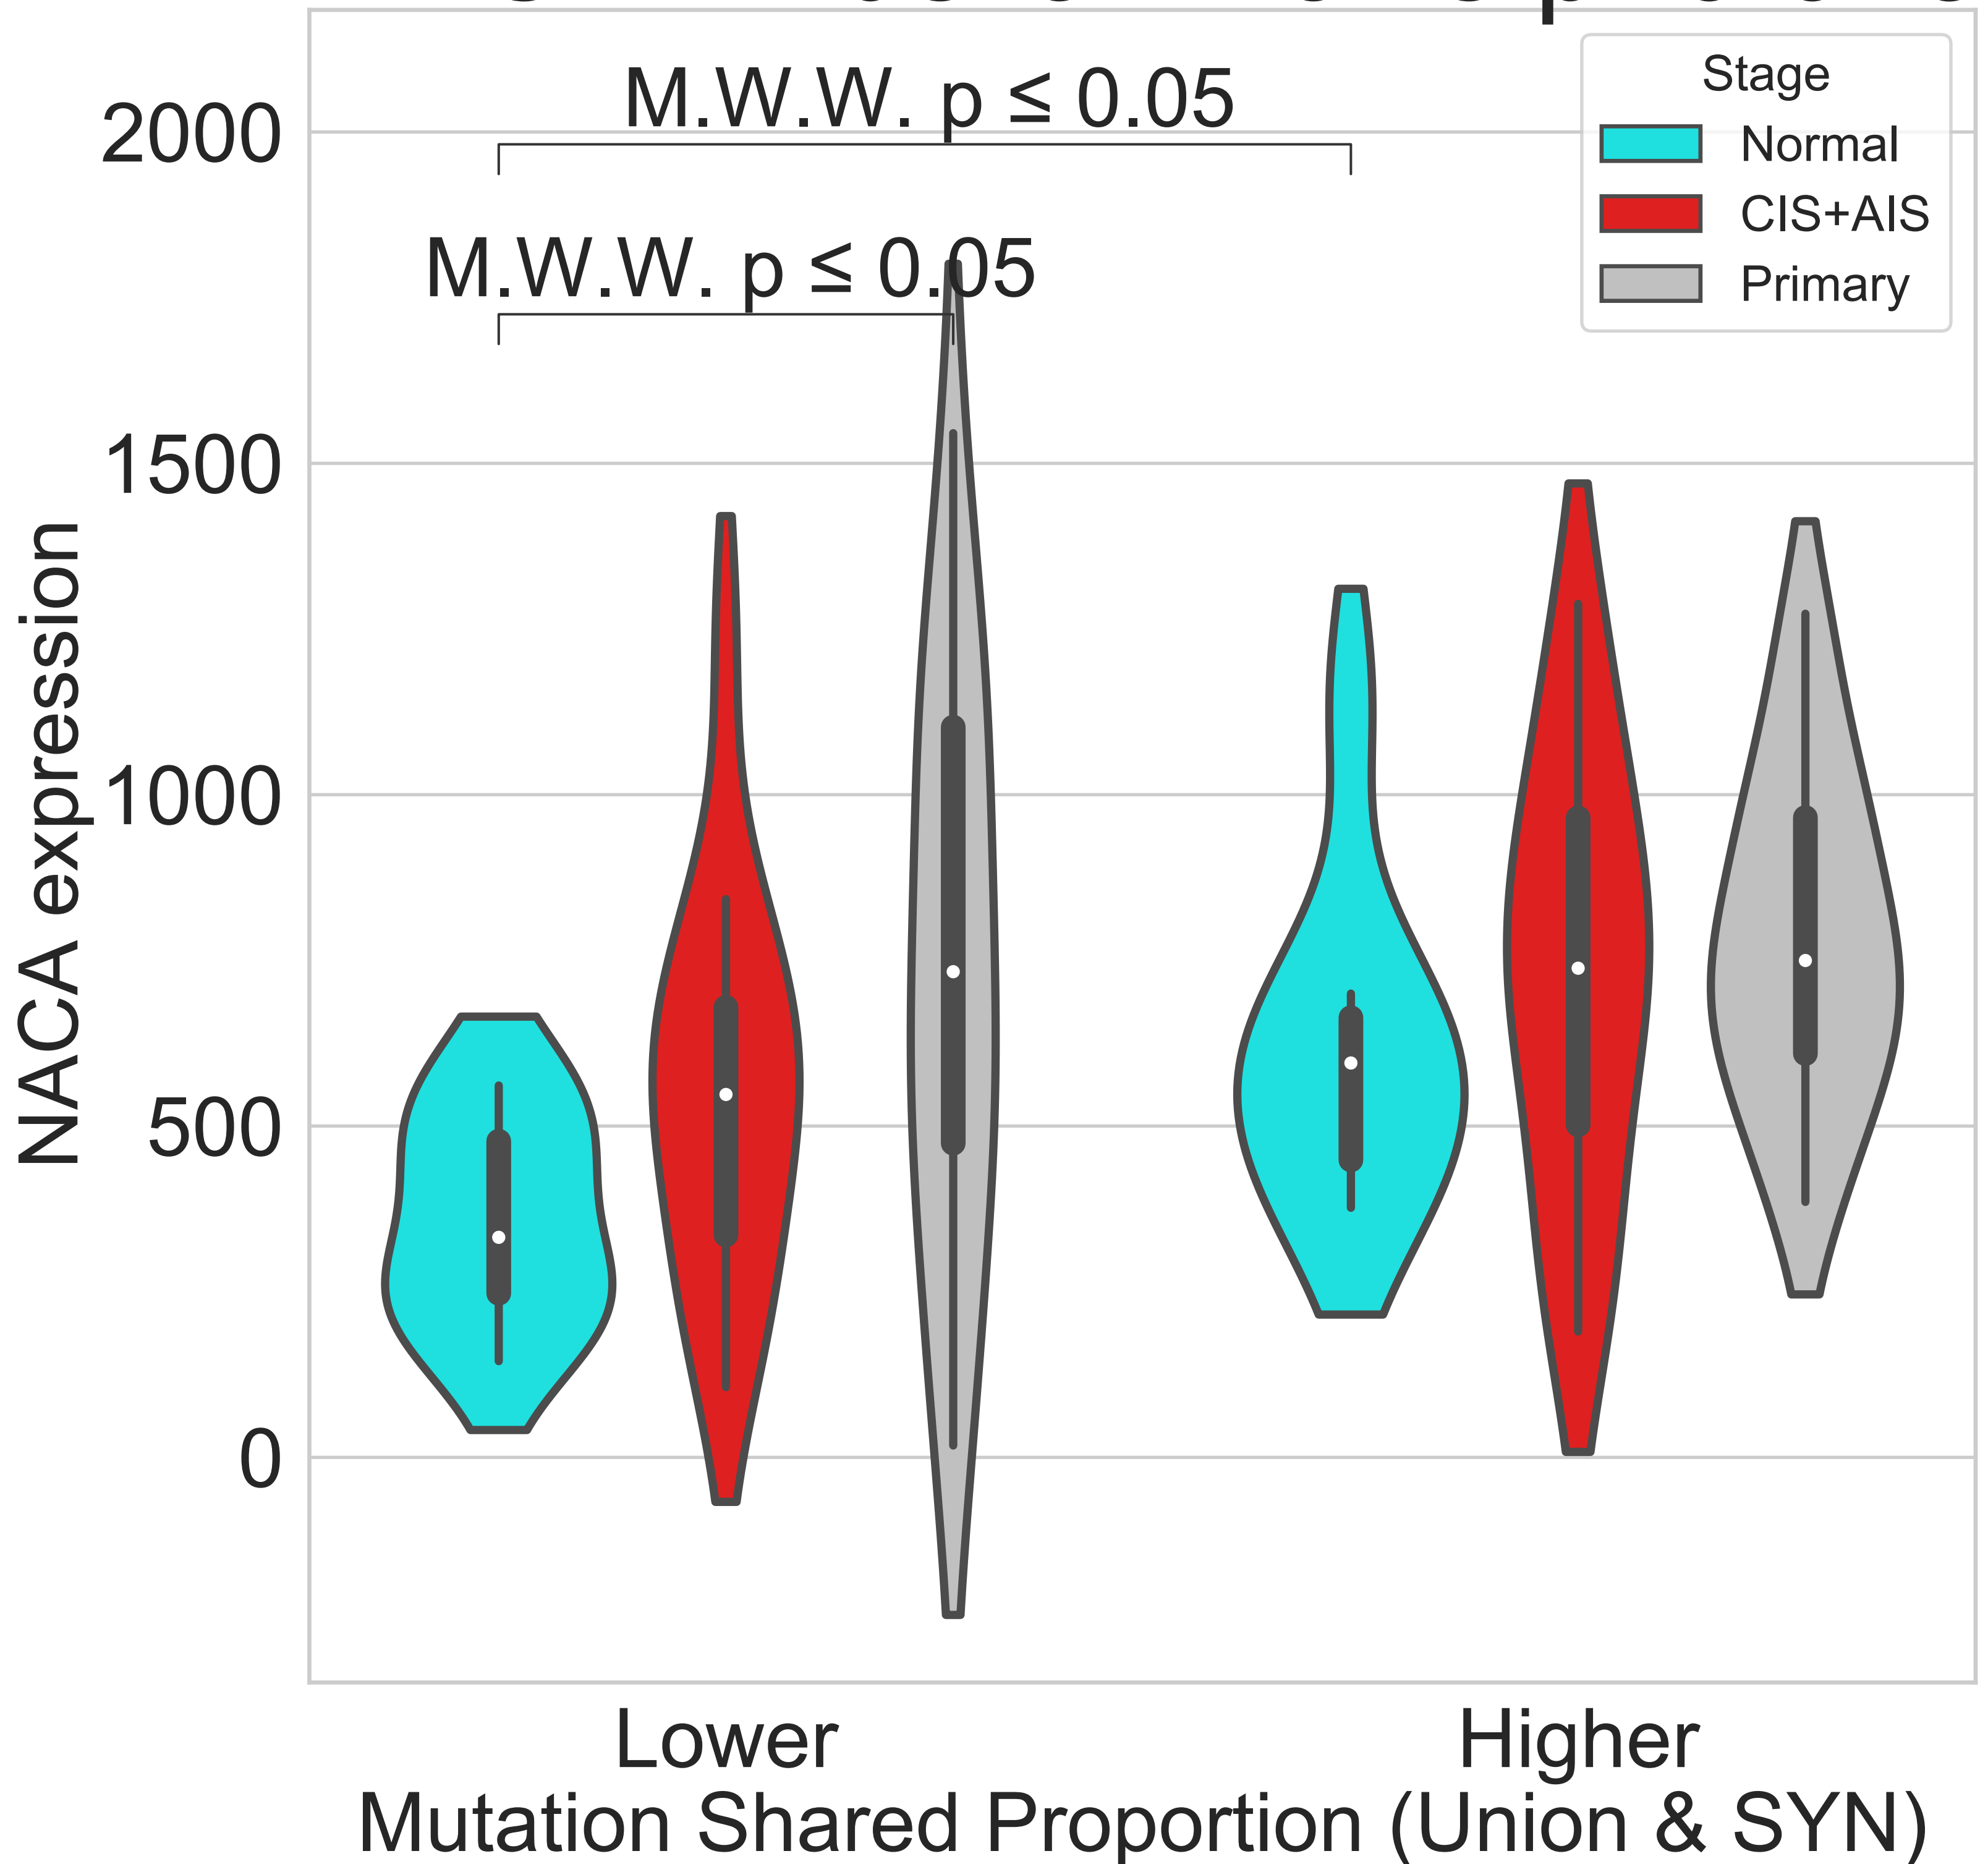 M.W.W. p ≤ 0.05
M.W.W. p ≤ 0.05
Stage
Normal
CIS+AIS
Primary
2000
1500
1000
500
0
NACA expression
Lower
Higher
Mutation Shared Proportion (Union & SYN)